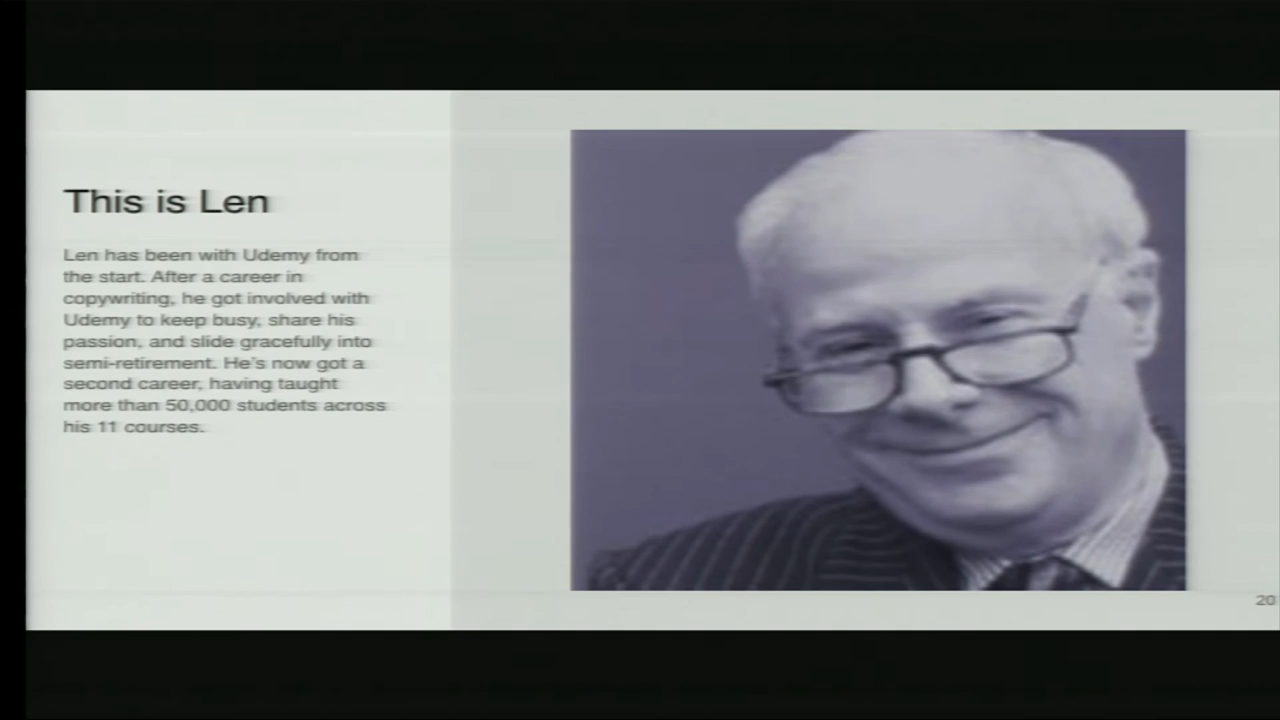 This is Len
Len has been with Udemy from
the start. After a career in
copywriting, he got involved with
Udemy to keep busy, share his
passion, and slide gracefully into
semi-retirement. He's now got a
second career, having taught
more than 50,000 students across
his 11 courses.
20